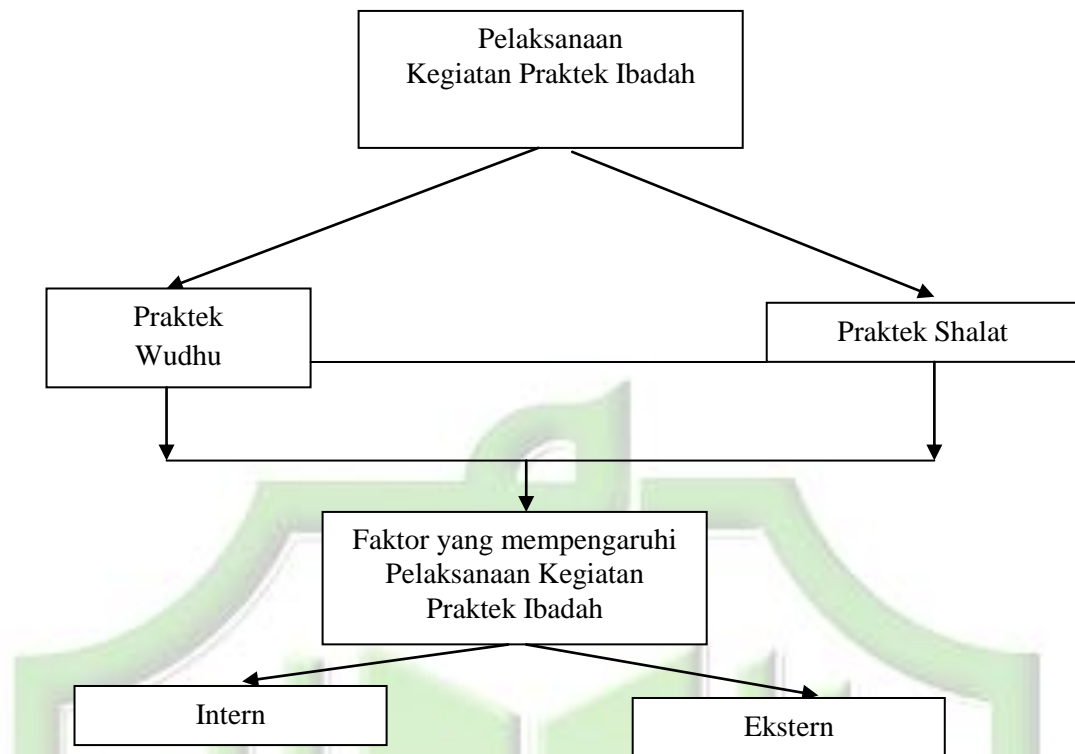 Pelaksanaan
Kegiatan Praktek Ibadah
Praktek
Wudhu
Praktek Shalat
Faktor yang mempengaruhi
Pelaksanaan Kegiatan
Praktek Ibadah
Intern
Ekstern